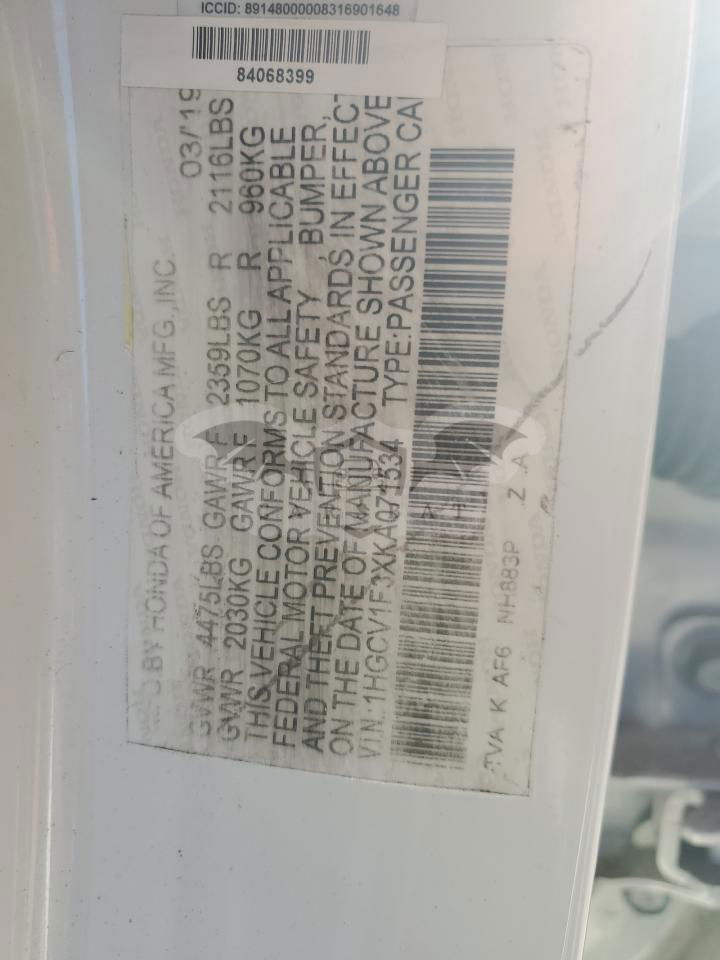 ICCID: 89148000008316901648
84068399
BY HONDA OF AMERICA MFG.,INC. 03/19
GVWR 4475LBS GAWR F 2359LBS R 2116LBS
GVWR 2030KG GAWR F 1070KG R 960KG
THIS VEHICLE CONFORMS TO ALL APPLICABLE
FEDERAL MOTOR VEHICLE SAFETY, BUMPER,
AND THEFT PREVENTION STANDARDS IN EFFECT
ON THE DATE OF MANUFACTURE SHOWN ABOVE
VIN:1HGCV1F3XKA071534 TYPE:PASSENGER CA
TVA K AF6 NH883P Z A